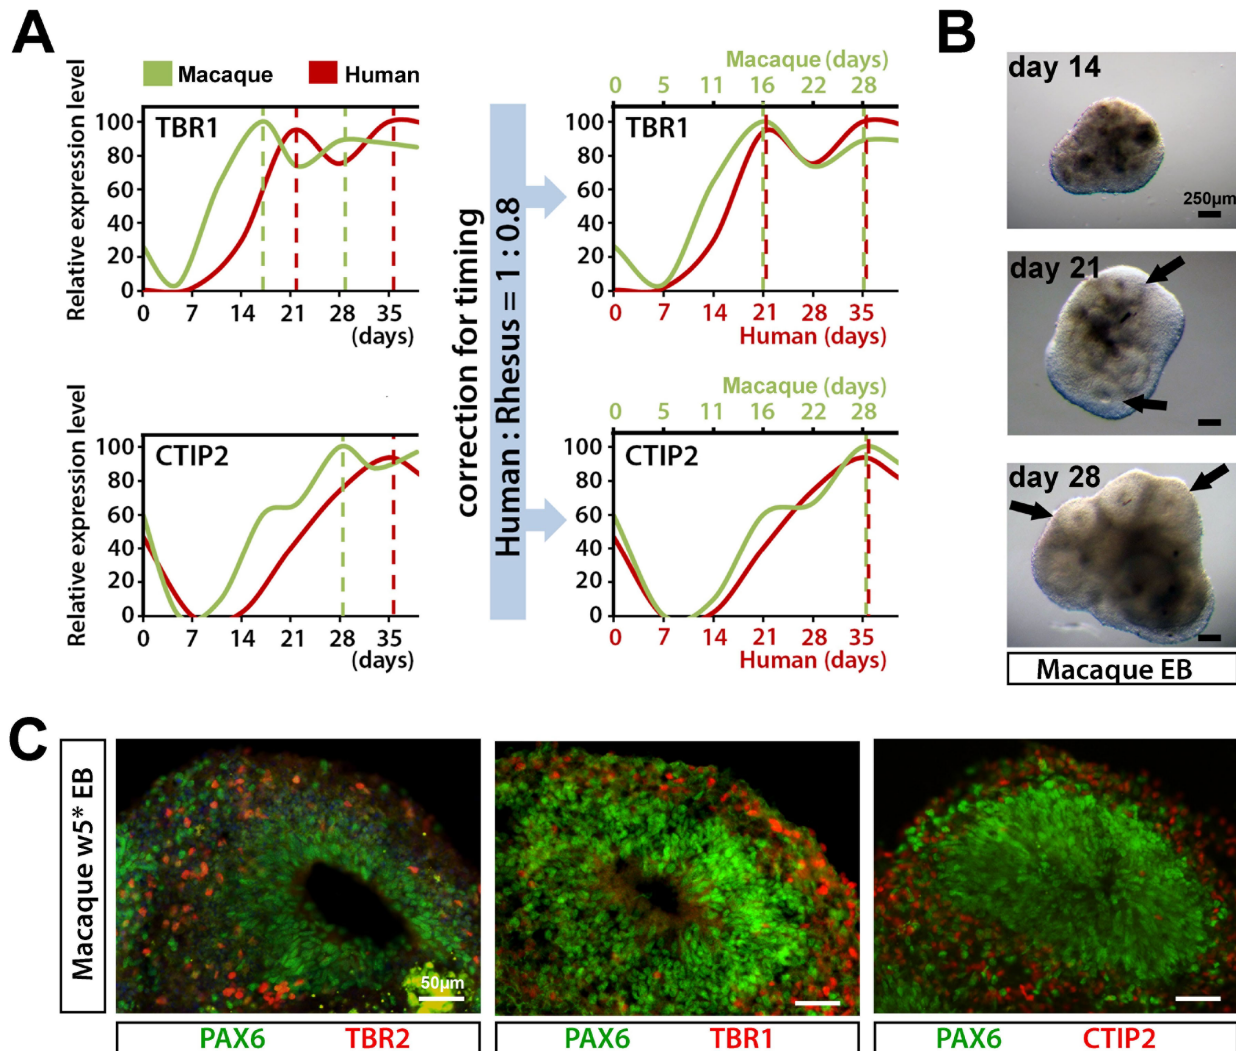 A
Macaque
Human
Relative expression level
TBR1
100
80
60
40
20
0
0 7 14 21 28 35
(days)
Relative expression level
CTIP2
100
80
60
40
20
0
0 7 14 21 28 35
(days)
correction for timing
Human : Rhesus = 1 : 0.8
Macaque (days)
0 5 11 16 22 28
TBR1
100
80
60
40
20
0
0 7 14 21 28 35
Human (days)
Macaque (days)
0 5 11 16 22 28
CTIP2
100
80
60
40
20
0
0 7 14 21 28 35
Human (days)
B
day 14
250µm
day 21
day 28
Macaque EB
C
Macaque w5* EB
50µm
PAX6 TBR2
PAX6 TBR1
PAX6 CTIP2